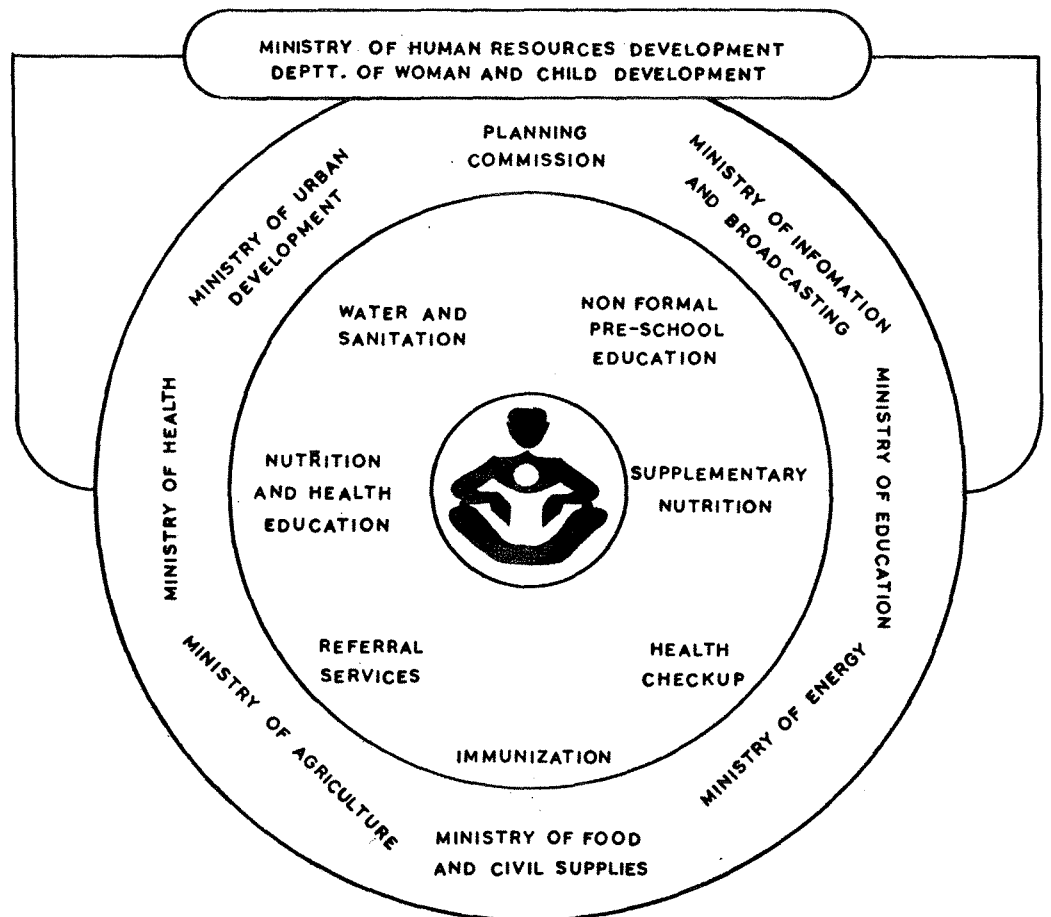 MINISTRY OF HUMAN RESOURCES DEVELOPMENT
DEPTT. OF WOMAN AND CHILD DEVELOPMENT
PLANNING
COMMISSION
MINISTRY OF INFOMATION
AND BROADCASTING
MINISTRY OF EDUCATION
MINISTRY OF ENERGY
MINISTRY OF FOOD
AND CIVIL SUPPLIES
MINISTRY OF AGRICULTURE
MINISTRY OF HEALTH
MINISTRY OF URBAN
DEVELOPMENT
WATER AND
SANITATION
NON FORMAL
PRE-SCHOOL
EDUCATION
NUTRITION
AND HEALTH
EDUCATION
SUPPLEMENTARY
NUTRITION
REFERRAL
SERVICES
HEALTH
CHECKUP
IMMUNIZATION